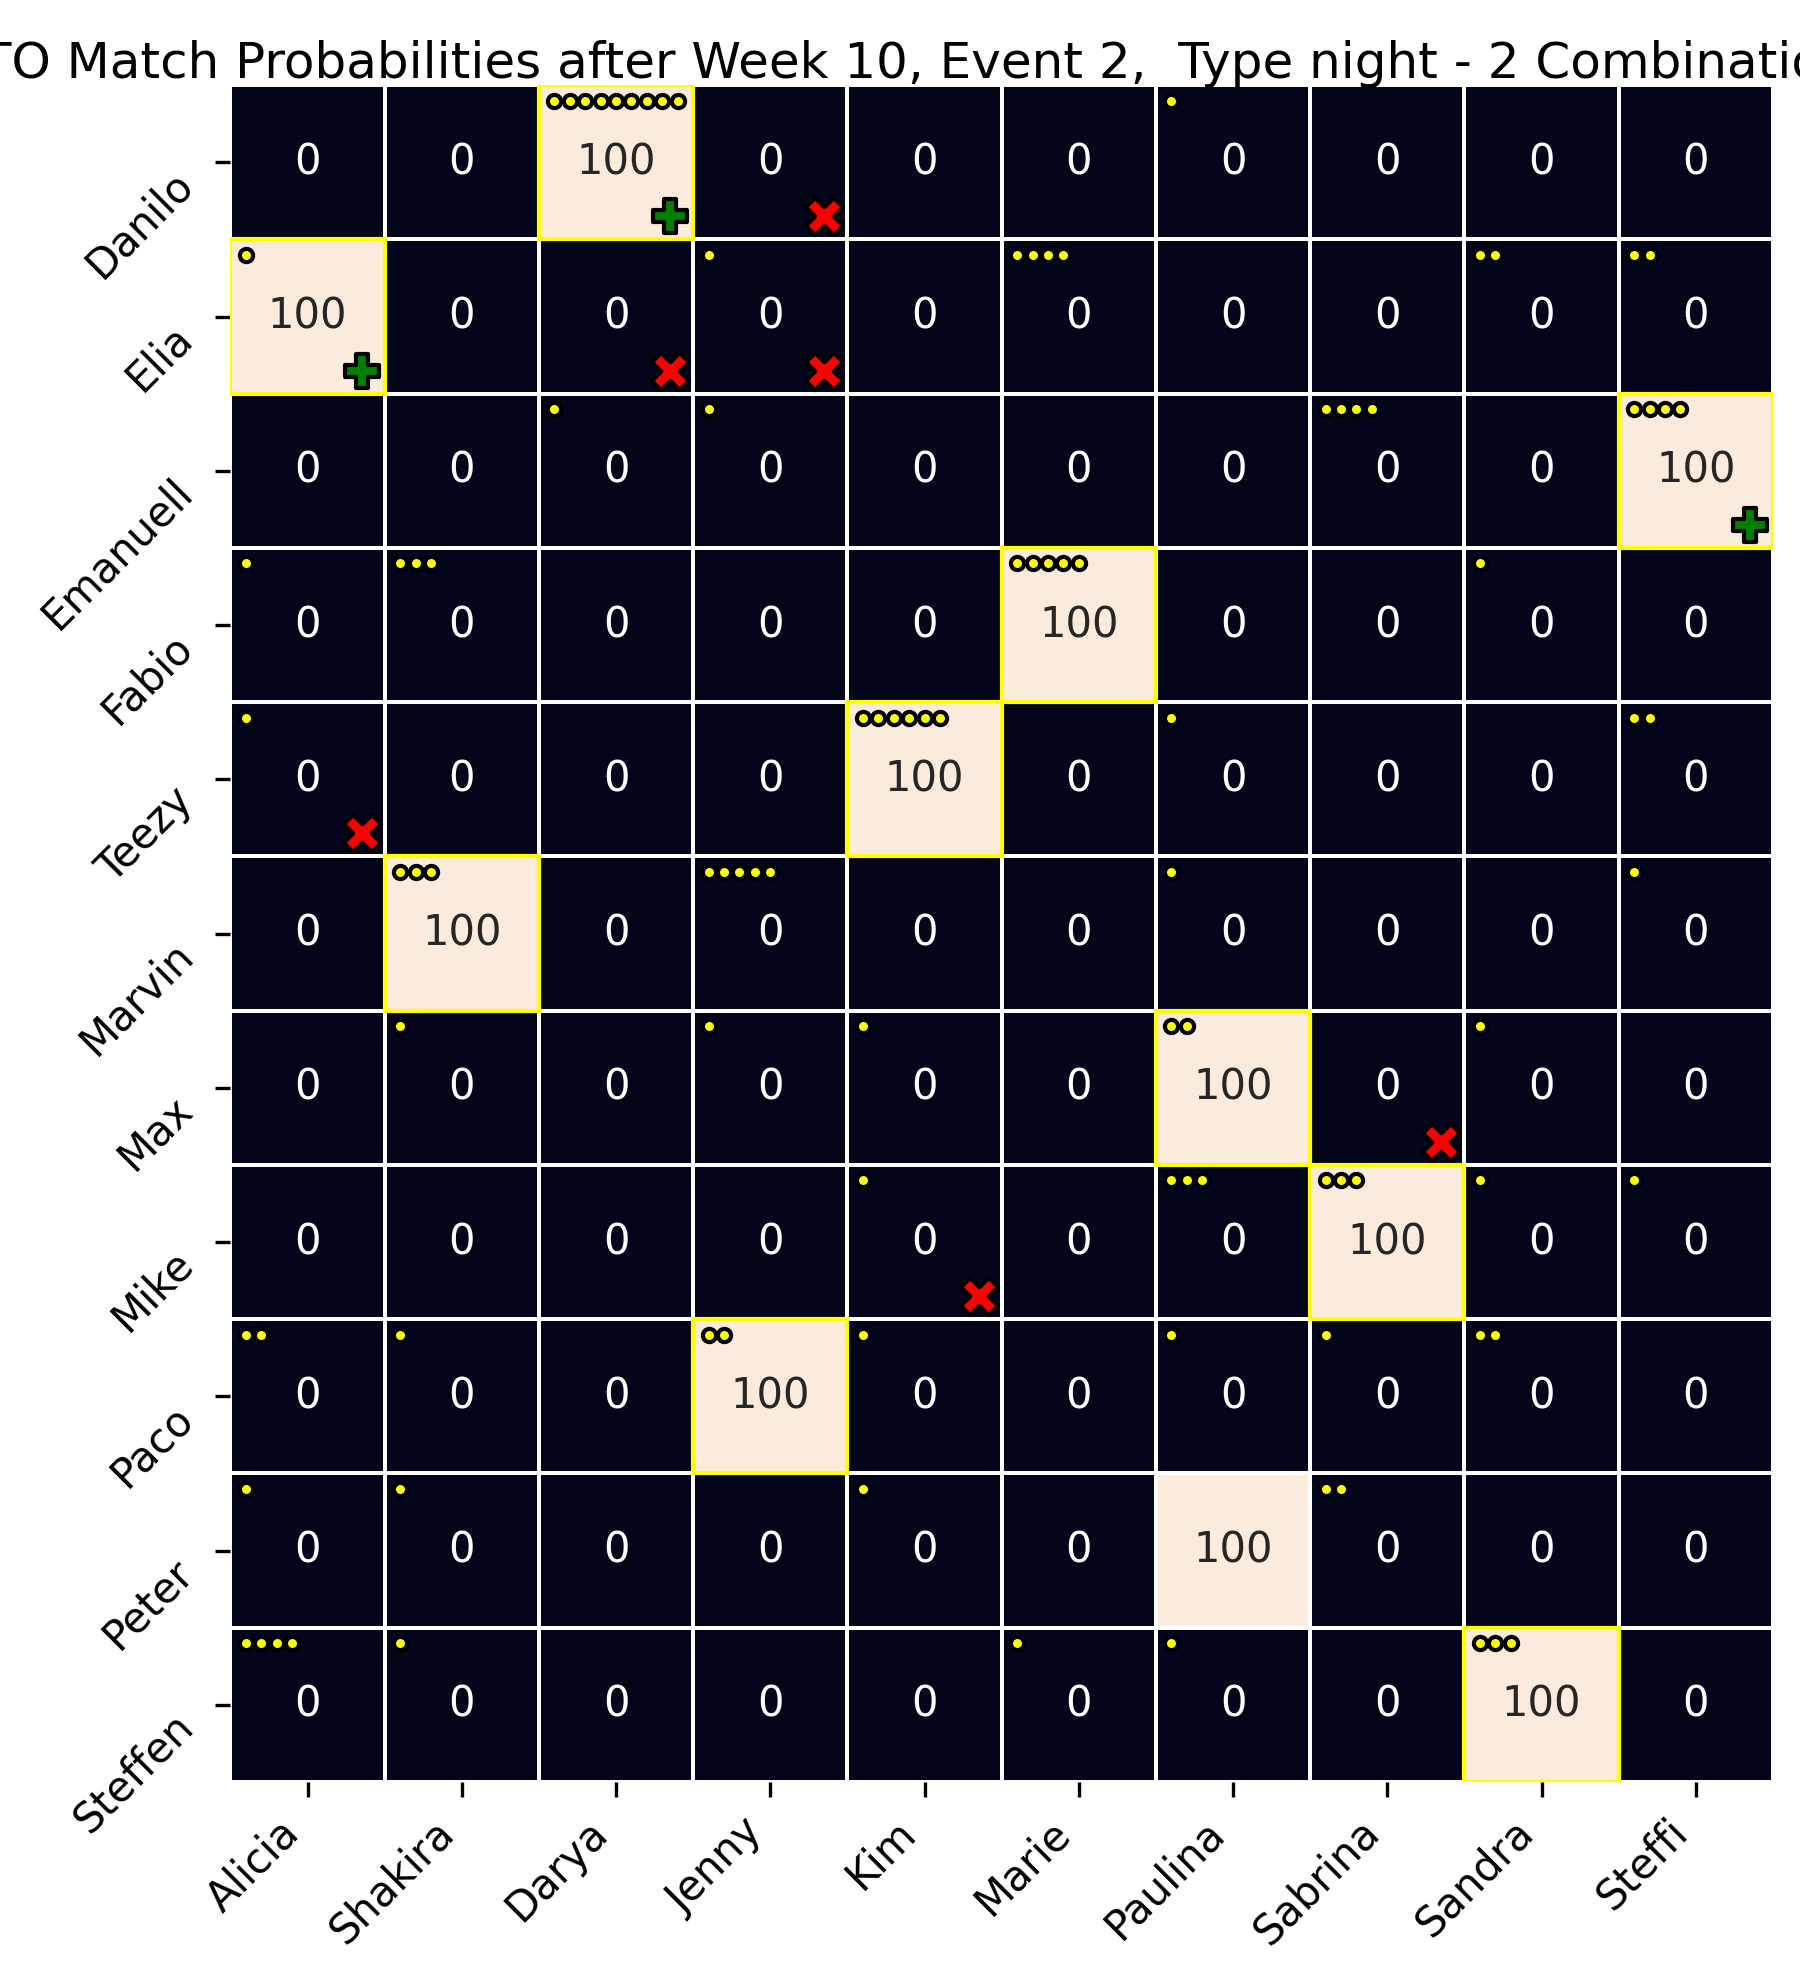 TO Match Probabilities after Week 10, Event 2, Type night - 2
Danilo 0 0 100 0 0 0 0 0 0 0
Elia 100 0 0 0 0 0 0 0 0 0
Emanuell 0 0 0 0 0 0 0 0 0 100
Fabio 0 0 0 0 0 100 0 0 0 0
Teezy 0 0 0 0 100 0 0 0 0 0
Marvin 0 100 0 0 0 0 0 0 0 0
Max 0 0 0 0 0 0 100 0 0 0
Mike 0 0 0 0 0 0 0 100 0 0
Paco 0 0 0 100 0 0 0 0 0 0
Peter 0 0 0 0 0 0 100 0 0 0
Steffen 0 0 0 0 0 0 0 0 100 0
Alicia Shakira Darya Jenny Kim Marie Paulina Sabrina Sandra Steffi